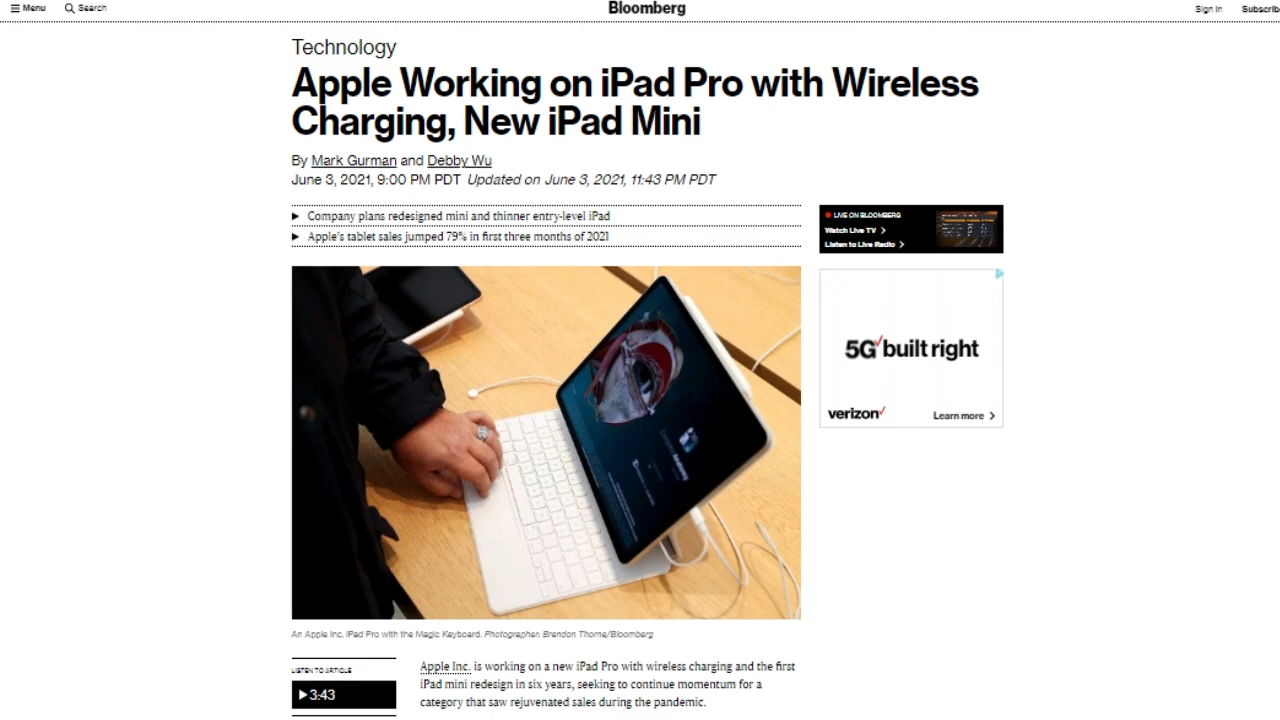 Menu
Search
Bloomberg
Sign In
Subscrib
Technology
Apple Working on iPad Pro with Wireless
Charging, New iPad Mini
By Mark Gurman and Debby Wu
June 3, 2021, 9:00 PM PDT Updated on June 3, 2021, 11:43 PM PDT
Company plans redesigned mini and thinner entry-level iPad
Apple's tablet sales jumped 79% in first three months of 2021
LIVE ON BLOOMBERG
Watch Live TV
Listen to Live Radio
5G built right
verizon
Learn more
An Apple Inc. iPad Pro with the Magic Keyboard. Photographer: Brendon Thorne/Bloomberg
LISTEN TO ARTICLE
3:43
Apple Inc. is working on a new iPad Pro with wireless charging and the first
iPad mini redesign in six years, seeking to continue momentum for a
category that saw rejuvenated sales during the pandemic.